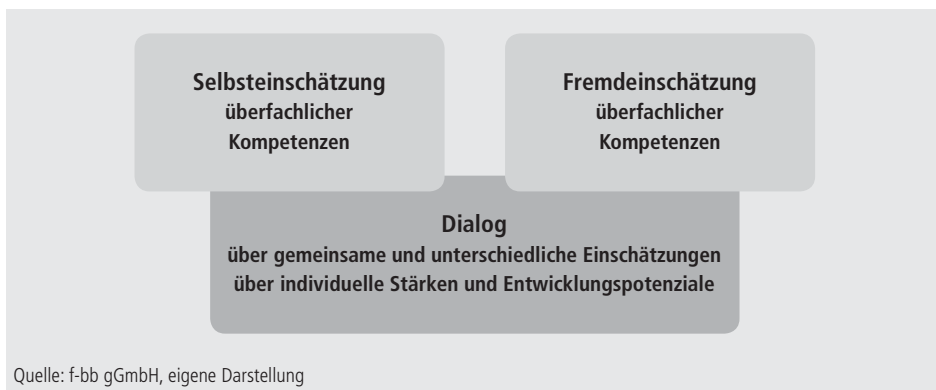 Selbsteinschätzung
überfachlicher
Kompetenzen
Fremdeinschätzung
überfachlicher
Kompetenzen
Dialog
über gemeinsame und unterschiedliche Einschätzungen
über individuelle Stärken und Entwicklungspotenziale
Quelle: f-bb gGmbH, eigene Darstellung